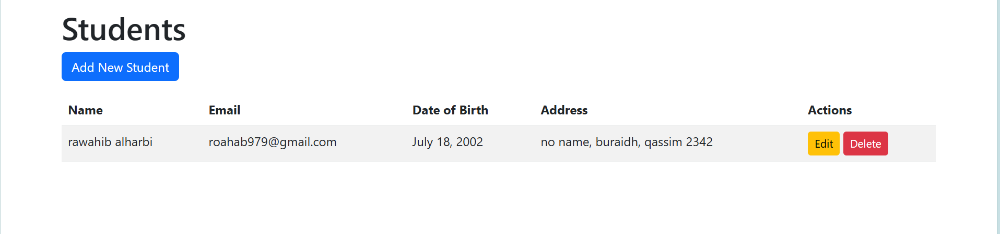 Students
Add New Student
Name Email Date of Birth Address Actions
rawahib alharbi roahab979@gmail.com July 18, 2002 no name, buraidh, qassim 2342 Edit Delete